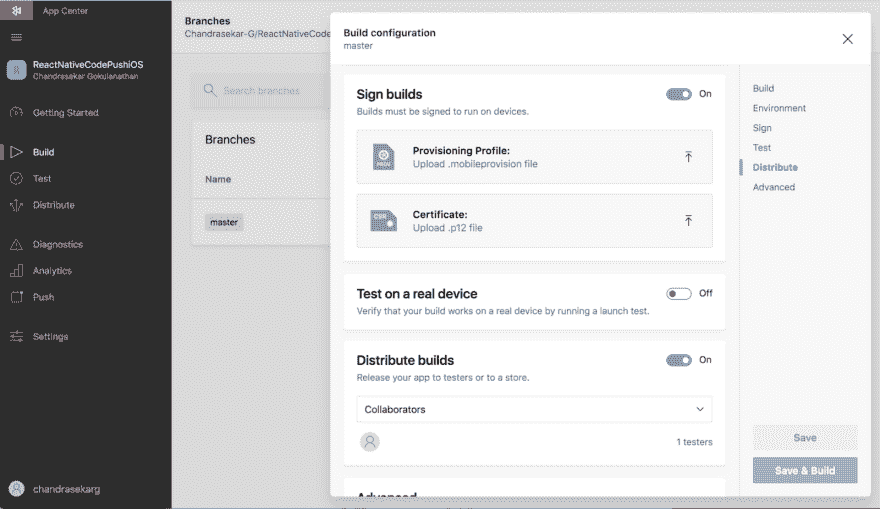 App Center
ReactNativeCodePushiOS
Chandrasekar Gokulanathan
Getting Started
Build
Test
Distribute
Diagnostics
Analytics
Push
Settings
chandrasekarg
Branches
Chandrasekar-G/ReactNativeCode
Search branches
Branches
Name
master
Build configuration
master
Sign builds
On
Builds must be signed to run on devices.
Provisioning Profile:
Upload .mobileprovision file
Certificate:
Upload .p12 file
Test on a real device
Off
Verify that your build works on a real device by running a launch test.
Distribute builds
On
Release your app to testers or to a store.
Collaborators
1 testers
Advanced
Build
Environment
Sign
Test
Distribute
Advanced
Save
Save & Build